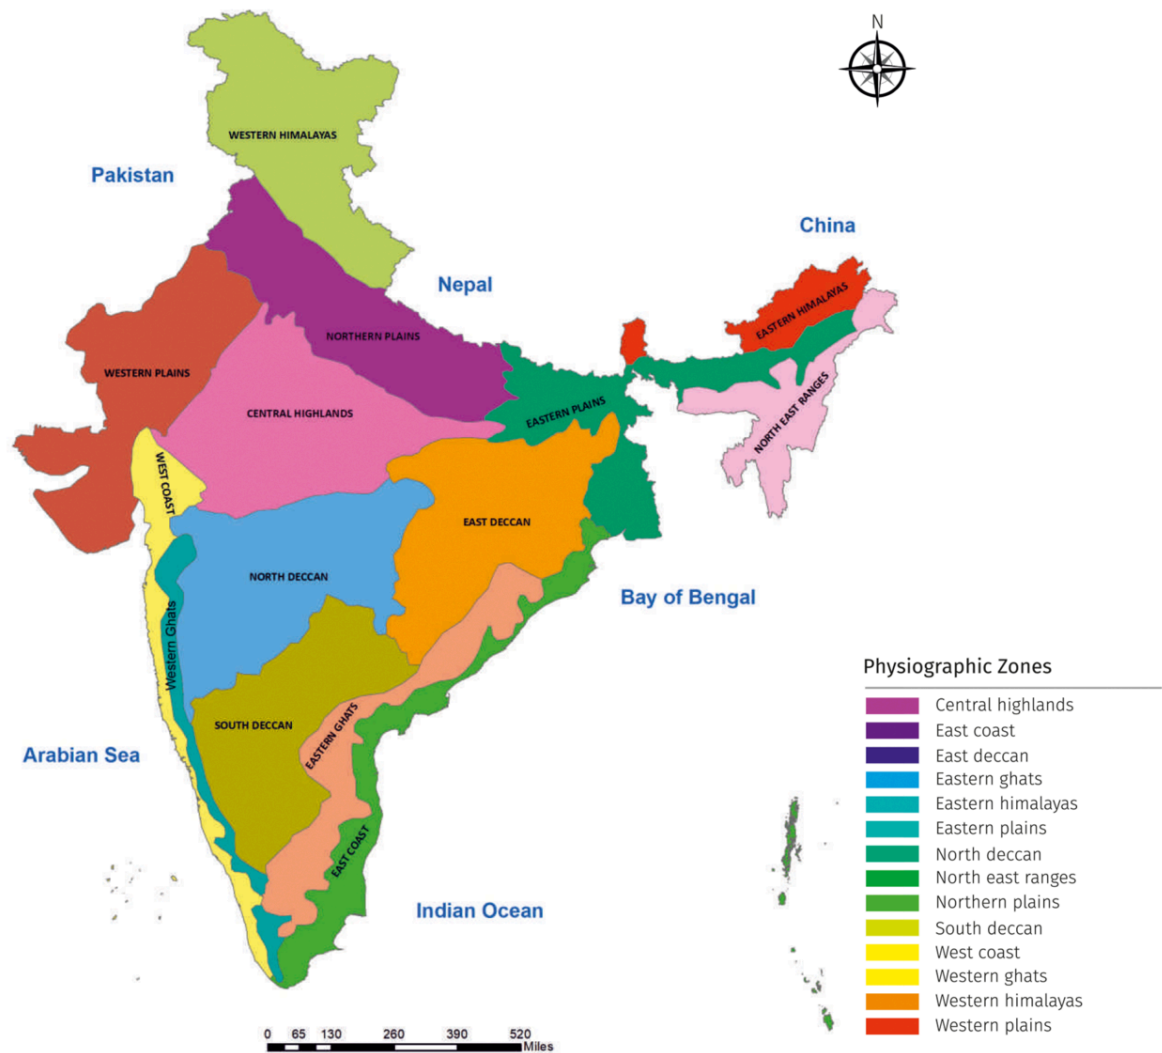 N
WESTERN HIMALAYAS
Pakistan
China
Nepal
EASTERN HIMALAYAS
NORTHERN PLAINS
WESTERN PLAINS
NORTH EAST RANGES
CENTRAL HIGHLANDS
EASTERN PLAINS
WEST COAST
EAST DECCAN
NORTH DECCAN
Bay of Bengal
Western Ghats
SOUTH DECCAN
EASTERN GHATS
Arabian Sea
EAST COAST
Indian Ocean
Physiographic Zones
Central highlands
East coast
East deccan
Eastern ghats
Eastern himalayas
Eastern plains
North deccan
North east ranges
Northern plains
South deccan
West coast
Western ghats
Western himalayas
Western plains
0 65 130 260 390 520
Miles